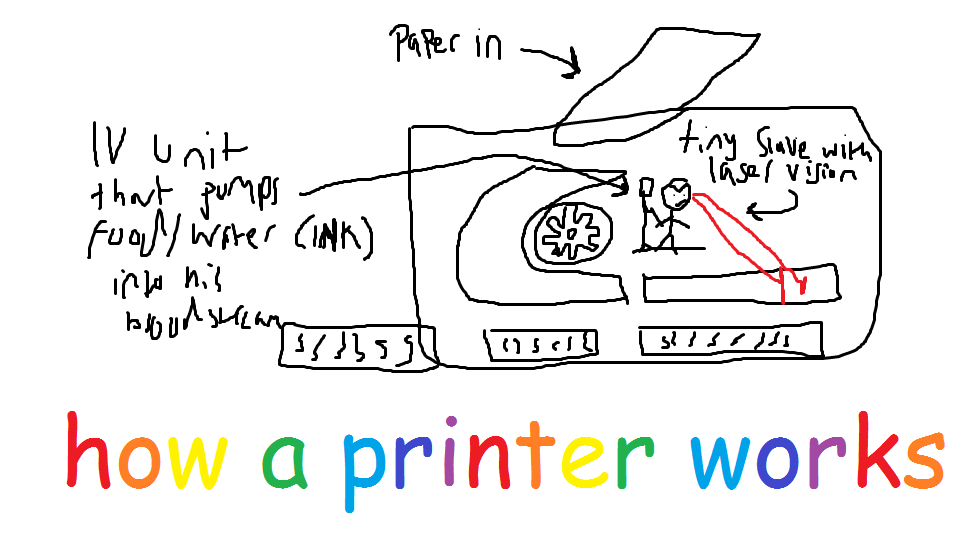 Paper in
tiny slave with
laser vision
IV unit
that pumps
food/water (INK)
into his
bloodstream
how a printer works